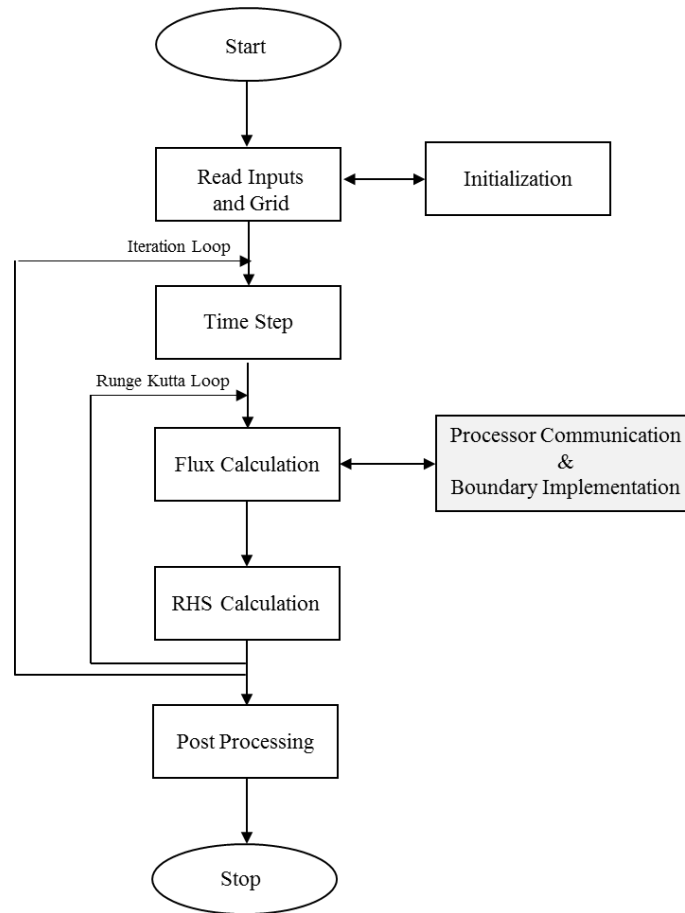 Start
Read Inputs
and Grid
Initialization
Iteration Loop
Time Step
Runge Kutta Loop
Flux Calculation
Processor Communication
&
Boundary Implementation
RHS Calculation
Post Processing
Stop